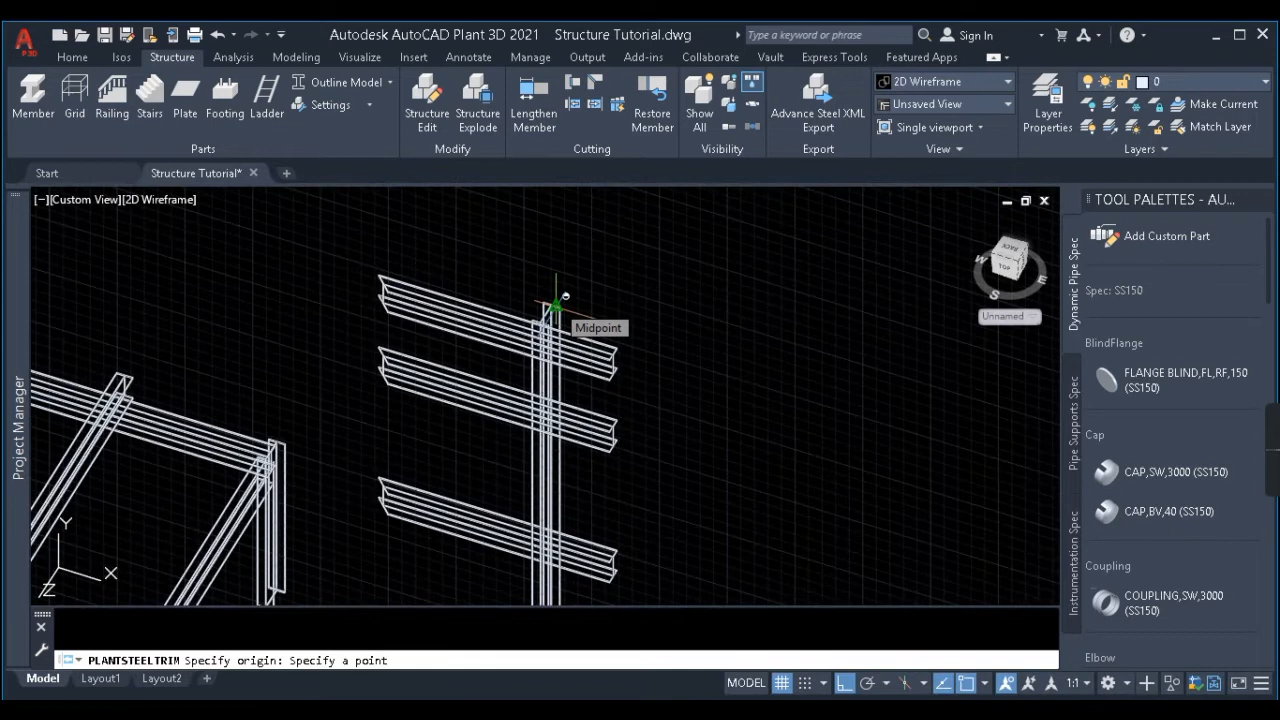 Autodesk AutoCAD Plant 3D 2021 Structure Tutorial.dwg
Type a keyword or phrase
Sign In
A
P3D
Home Isos Structure Analysis Modeling Visualize Insert Annotate Manage Output Add-ins Collaborate Vault Express Tools Featured Apps
Member Grid Railing Stairs Plate Footing Ladder
Outline Model
Settings
Parts
Structure Edit
Structure Explode
Modify
Lengthen Member
Restore Member
Cutting
Show All
Visibility
Advance Steel XML Export
Export
2D Wireframe
Unsaved View
Single viewport
View
Layer Properties
0
Make Current
Match Layer
Layers
Start
Structure Tutorial*
[−][Custom View][2D Wireframe]
BACK
TOP
W
E
S
Unnamed
Midpoint
Y
X
Z
Project Manager
TOOL PALETTES - AU...
Add Custom Part
Spec: SS150
BlindFlange
FLANGE BLIND,FL,RF,150
(SS150)
Cap
CAP,SW,3000 (SS150)
CAP,BV,40 (SS150)
Coupling
COUPLING,SW,3000
(SS150)
Elbow
Dynamic Pipe Spec
Pipe Supports Spec
Instrumentation Spec
PLANTSTEELTRIM Specify origin: Specify a point
Model Layout1 Layout2
MODEL
1:1